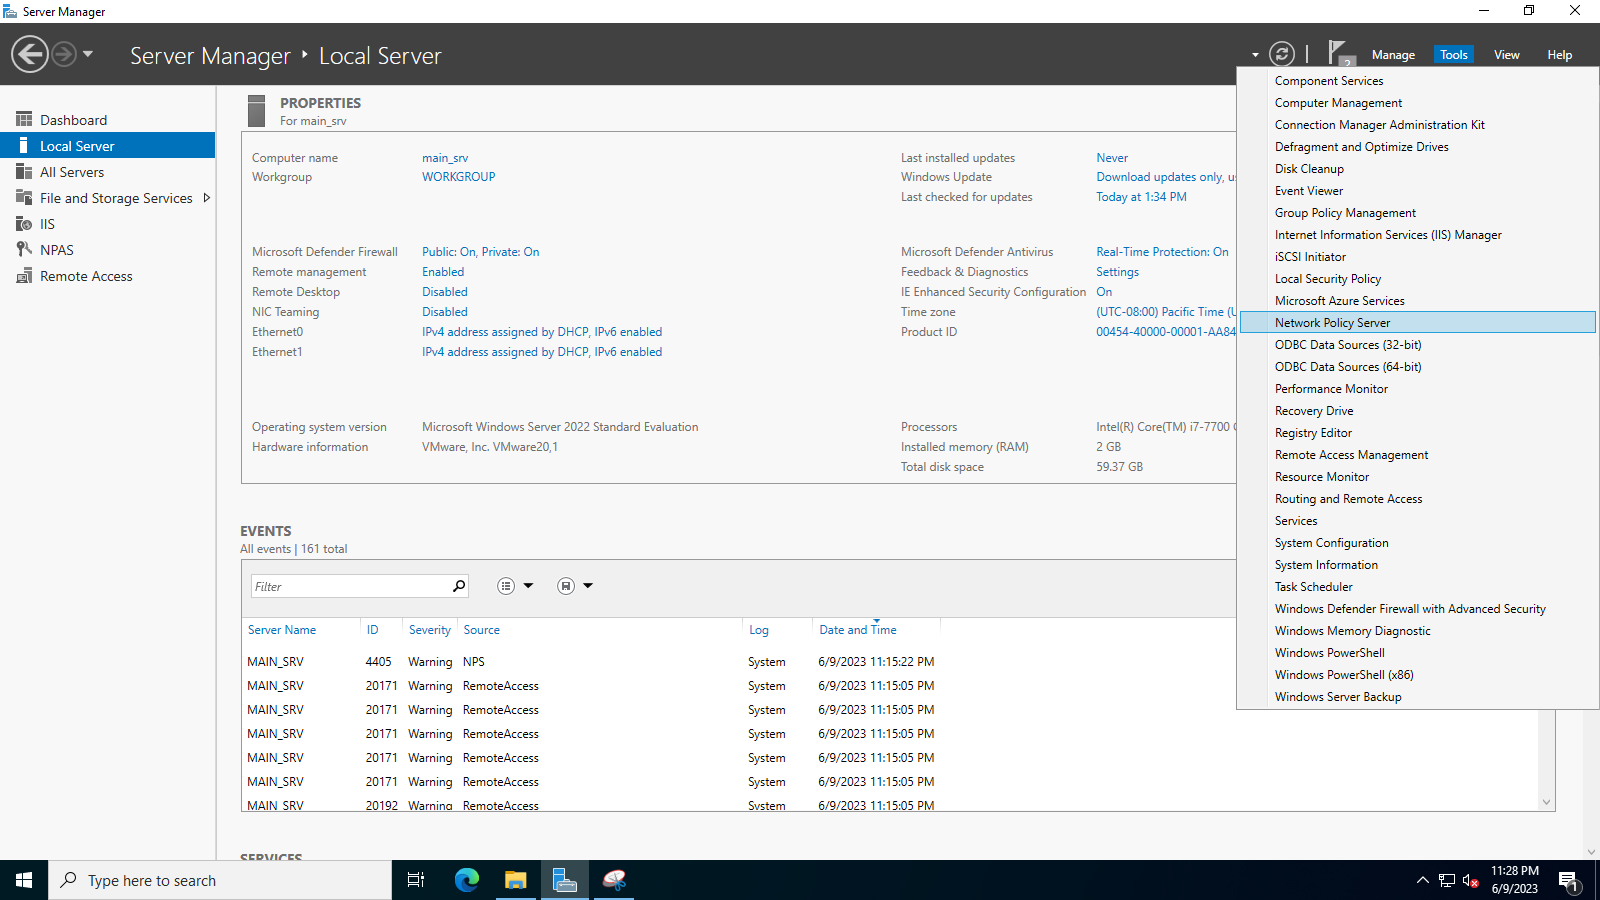 Server Manager
Server Manager ‣ Local Server
2
Manage
Tools
View
Help
Dashboard
Local Server
All Servers
File and Storage Services
IIS
NPAS
Remote Access
PROPERTIES
For main_srv
Computer name main_srv
Workgroup WORKGROUP
Last installed updates Never
Windows Update Download updates only, us
Last checked for updates Today at 1:34 PM
Microsoft Defender Firewall Public: On, Private: On
Remote management Enabled
Remote Desktop Disabled
NIC Teaming Disabled
Ethernet0 IPv4 address assigned by DHCP, IPv6 enabled
Ethernet1 IPv4 address assigned by DHCP, IPv6 enabled
Microsoft Defender Antivirus Real-Time Protection: On
Feedback & Diagnostics Settings
IE Enhanced Security Configuration On
Time zone (UTC-08:00) Pacific Time (U
Product ID 00454-40000-00001-AA84
Operating system version Microsoft Windows Server 2022 Standard Evaluation
Hardware information VMware, Inc. VMware20,1
Processors Intel(R) Core(TM) i7-7700
Installed memory (RAM) 2 GB
Total disk space 59.37 GB
EVENTS
All events | 161 total
Filter
Server Name ID Severity Source Log Date and Time
MAIN_SRV 4405 Warning NPS System 6/9/2023 11:15:22 PM
MAIN_SRV 20171 Warning RemoteAccess System 6/9/2023 11:15:05 PM
MAIN_SRV 20171 Warning RemoteAccess System 6/9/2023 11:15:05 PM
MAIN_SRV 20171 Warning RemoteAccess System 6/9/2023 11:15:05 PM
MAIN_SRV 20171 Warning RemoteAccess System 6/9/2023 11:15:05 PM
MAIN_SRV 20171 Warning RemoteAccess System 6/9/2023 11:15:05 PM
MAIN_SRV 20192 Warning RemoteAccess System 6/9/2023 11:15:05 PM
SERVICES
Component Services
Computer Management
Connection Manager Administration Kit
Defragment and Optimize Drives
Disk Cleanup
Event Viewer
Group Policy Management
Internet Information Services (IIS) Manager
iSCSI Initiator
Local Security Policy
Microsoft Azure Services
Network Policy Server
ODBC Data Sources (32-bit)
ODBC Data Sources (64-bit)
Performance Monitor
Recovery Drive
Registry Editor
Remote Access Management
Resource Monitor
Routing and Remote Access
Services
System Configuration
System Information
Task Scheduler
Windows Defender Firewall with Advanced Security
Windows Memory Diagnostic
Windows PowerShell
Windows PowerShell (x86)
Windows Server Backup
Type here to search
11:28 PM
6/9/2023
1